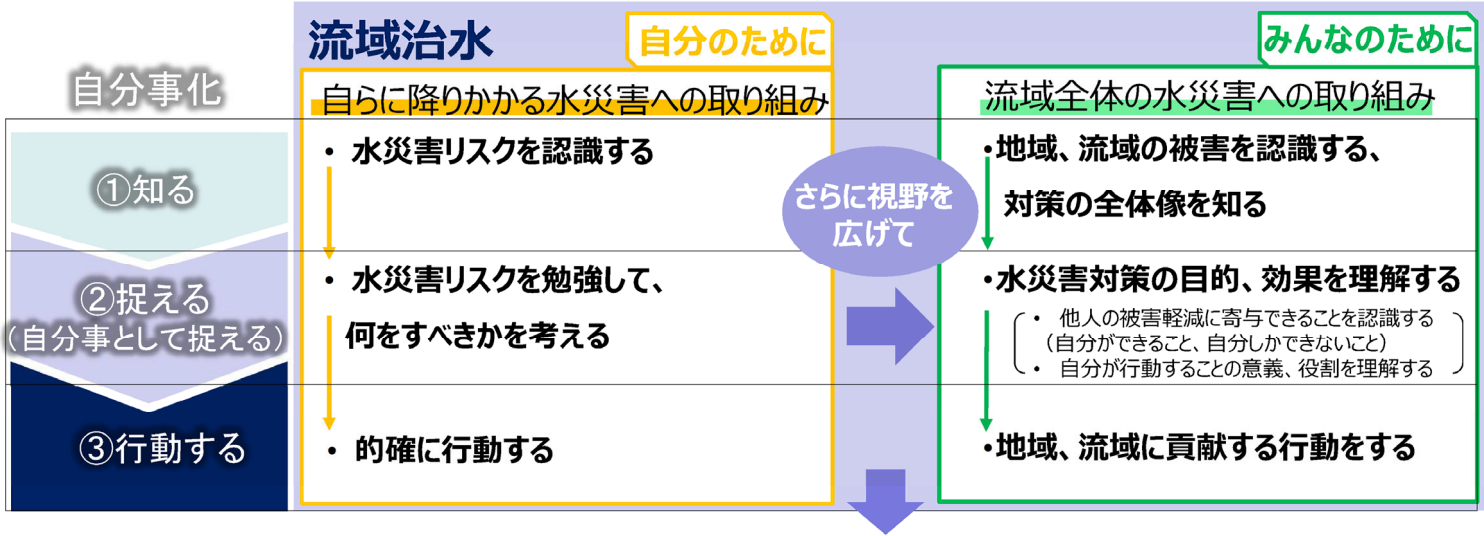 流域治水
自分のために
みんなのために
自分事化
自らに降りかかる水災害への取り組み
流域全体の水災害への取り組み
①知る
・ 水災害リスクを認識する
さらに視野を
広げて
・地域、流域の被害を認識する、
対策の全体像を知る
②捉える
（自分事として捉える）
・ 水災害リスクを勉強して、
何をすべきかを考える
・水災害対策の目的、効果を理解する
・ 他人の被害軽減に寄与できることを認識する
（自分ができること、自分しかできないこと）
・ 自分が行動することの意義、役割を理解する
③行動する
・ 的確に行動する
・地域、流域に貢献する行動をする